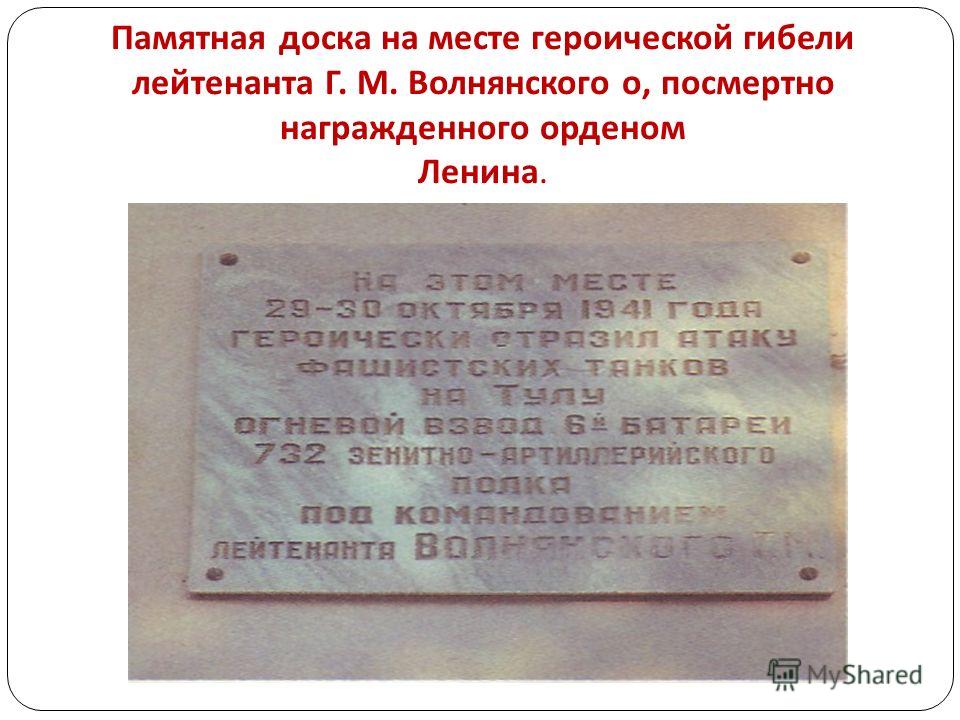 Памятная доска на месте героической гибели
лейтенанта Г. М. Волнянского о, посмертно
награжденного орденом
Ленина.
На этом месте
29-30 октября 1941 года
героически отразил атаку
фашистских танков
на Тулу
огневой взвод 6й батареи
732 зенитно-артиллерийского
полка
под командованием
лейтенанта Волнянского Г.М.
MyShared